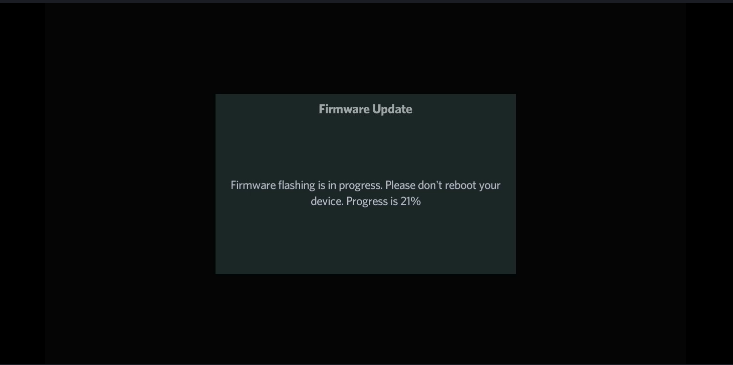 Firmware Update
Firmware flashing is in progress. Please don't reboot your
device. Progress is 21%